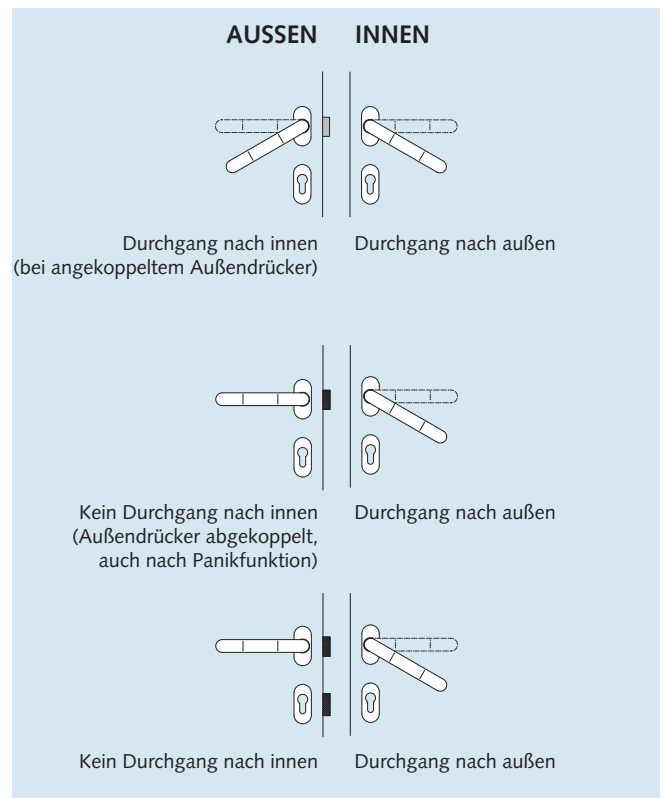 AUSSEN INNEN
Durchgang nach innen
(bei angekoppeltem Außendrücker)
Durchgang nach außen
Kein Durchgang nach innen
(Außendrücker abgekoppelt,
auch nach Panikfunktion)
Durchgang nach außen
Kein Durchgang nach innen
Durchgang nach außen